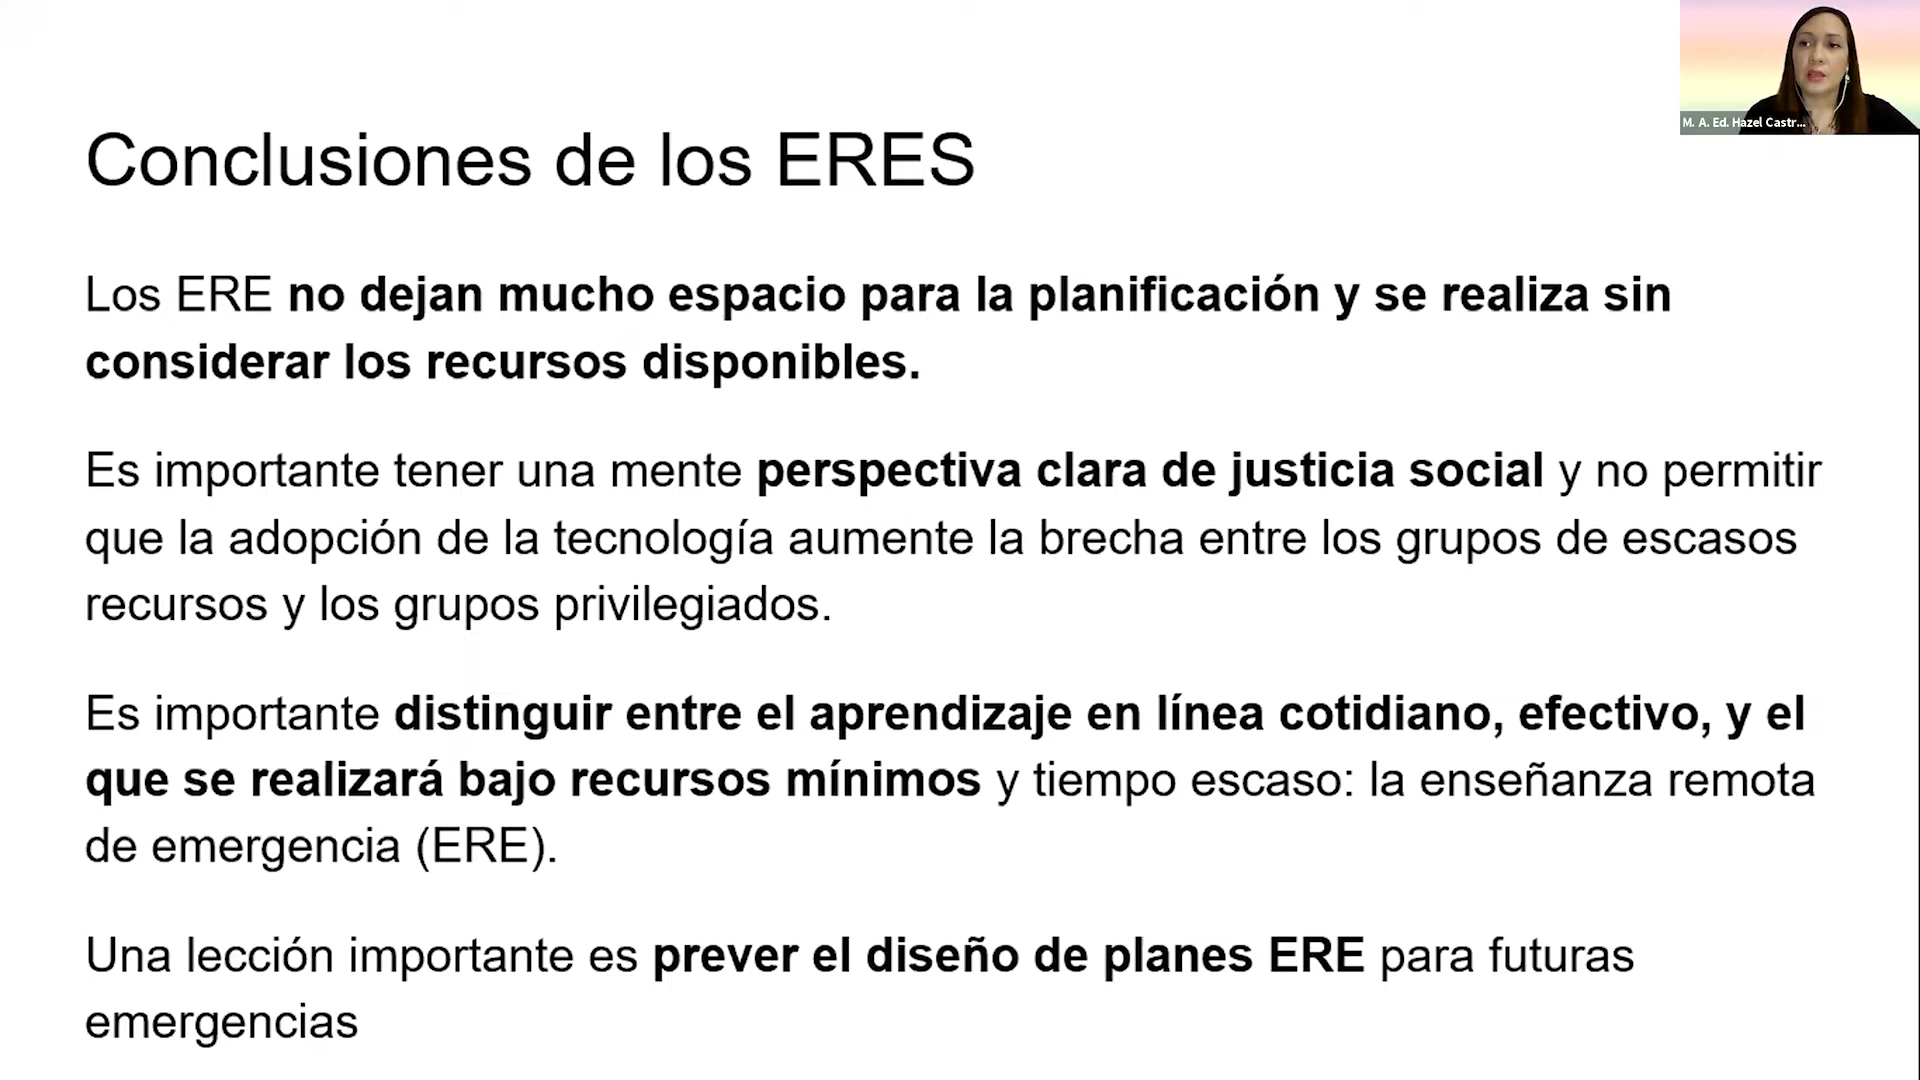 M. A. Ed. Hazel Castr...
Conclusiones de los ERES
Los ERE no dejan mucho espacio para la planificación y se realiza sin
considerar los recursos disponibles.
Es importante tener una mente perspectiva clara de justicia social y no permitir
que la adopción de la tecnología aumente la brecha entre los grupos de escasos
recursos y los grupos privilegiados.
Es importante distinguir entre el aprendizaje en línea cotidiano, efectivo, y el
que se realizará bajo recursos mínimos y tiempo escaso: la enseñanza remota
de emergencia (ERE).
Una lección importante es prever el diseño de planes ERE para futuras
emergencias